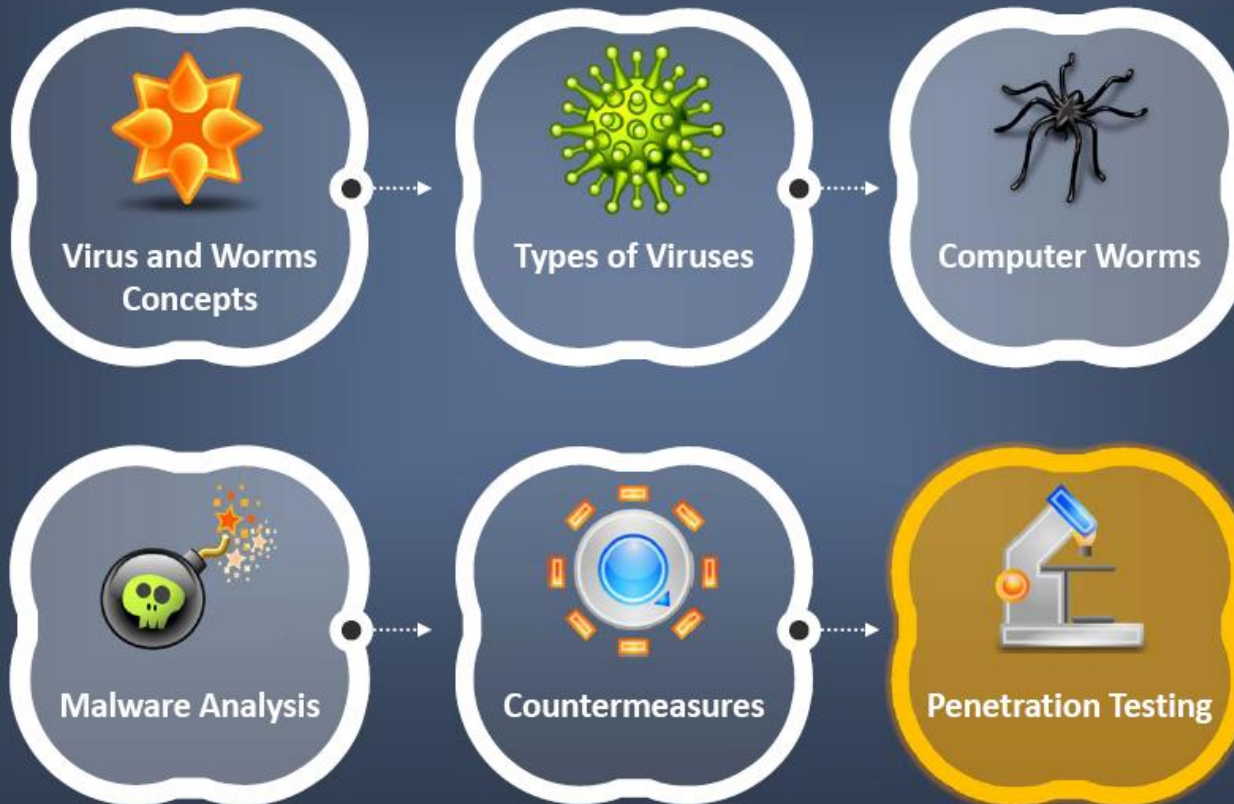 Virus and Worms
Concepts
Types of Viruses
Computer Worms
Malware Analysis
Countermeasures
Penetration Testing